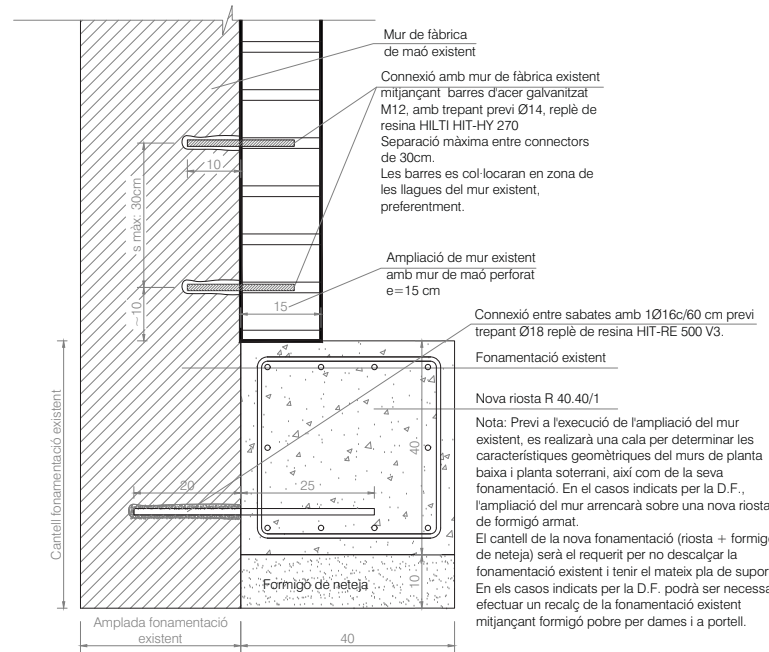 Mur de fàbrica
de maó existent
Connexió amb mur de fàbrica existent
mitjançant barres d'acer galvanitzat
M12, amb trepant previ Ø14, replè de
resina HILTI HIT-HY 270
Separació màxima entre connectors
de 30cm.
Les barres es col·locaran en zona de
les llagues del mur existent,
preferentment.
10
s màx: 30cm
~10
Ampliació de mur existent
amb mur de maó perforat
e=15 cm
15
Connexió entre sabates amb 1Ø16c/60 cm previ
trepant Ø18 replè de resina HIT-RE 500 V3.
Fonamentació existent
Nova riosta R 40.40/1
Nota: Previ a l'execució de l'ampliació del mur
existent, es realizarà una cala per determinar les
característiques geomètriques del murs de planta
baixa i planta soterrani, així com de la seva
fonamentació. En el casos indicats per la D.F.,
l'ampliació del mur arrencarà sobre una nova riosta
de formigó armat.
El cantell de la nova fonamentació (riosta + formigó
de neteja) serà el requerit per no descalçar la
fonamentació existent i tenir el mateix pla de supor
En els casos indicats per la D.F. podrà ser necessa
efectuar un recalç de la fonamentació existent
mitjançant formigó pobre per dames i a portell.
Cantell fonamentació existent
40
20
25
Formigó de neteja
10
Amplada fonamentació
existent
40